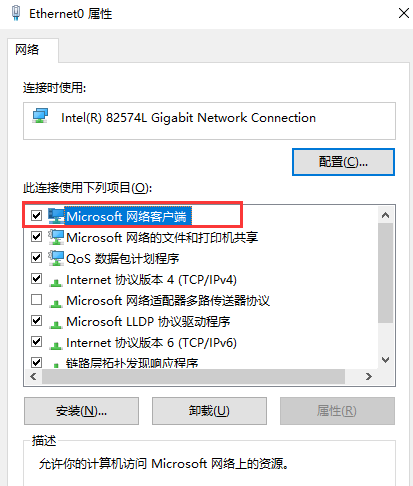 Ethernet0 属性
网络
连接时使用:
Intel(R) 82574L Gigabit Network Connection
配置(C)...
此连接使用下列项目(O):
Microsoft 网络客户端
Microsoft 网络的文件和打印机共享
QoS 数据包计划程序
Internet 协议版本 4 (TCP/IPv4)
Microsoft 网络适配器多路传送器协议
Microsoft LLDP 协议驱动程序
Internet 协议版本 6 (TCP/IPv6)
链路层拓扑发现响应程序
安装(N)...
卸载(U)
属性(R)
描述
允许你的计算机访问 Microsoft 网络上的资源。